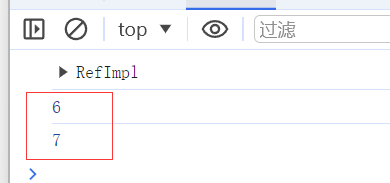 top ▼ 过滤
▶ RefImpl
6
7
>